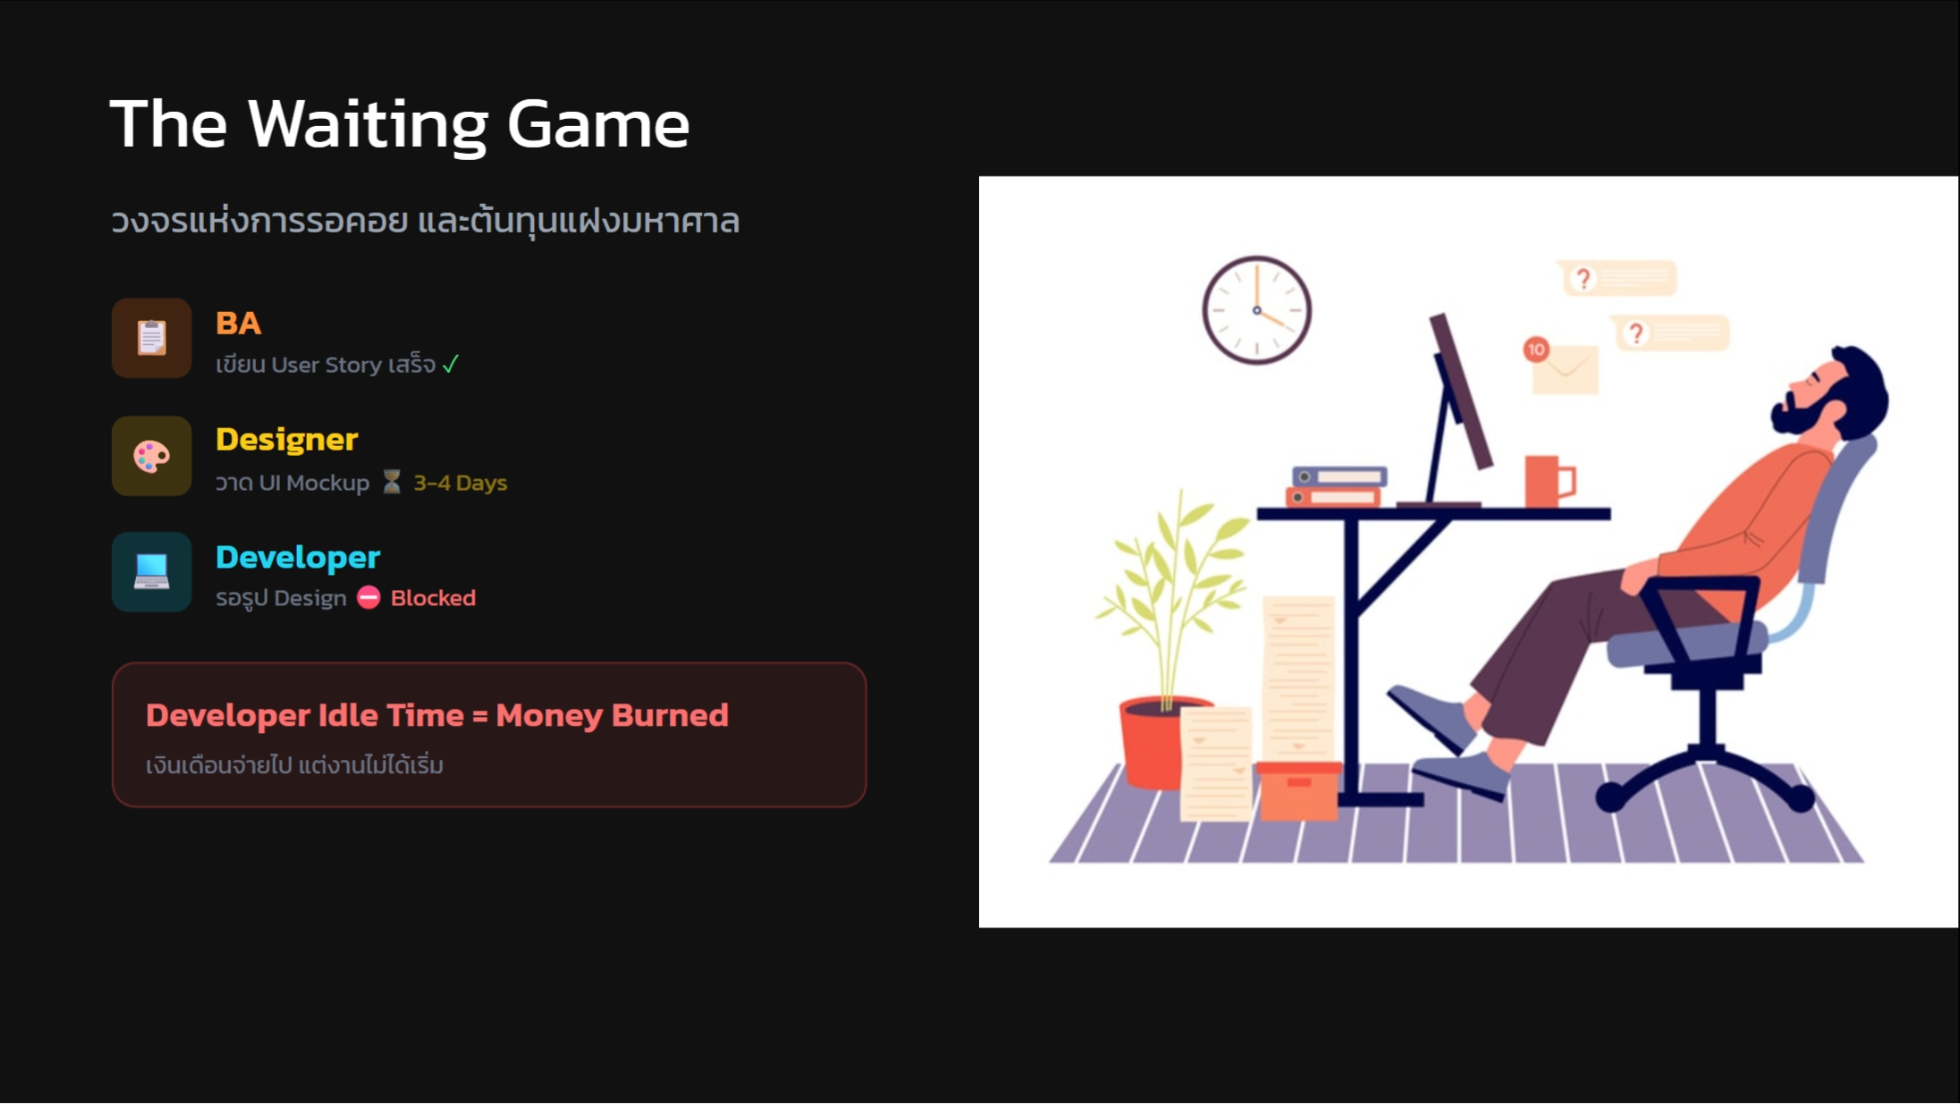 The Waiting Game
วงจรแห่งการรอคอย และต้นทุนแฝงมหาศาล
BA
เขียน User Story เสร็จ ✓
Designer
วาด UI Mockup ⏳ 3-4 Days
Developer
รอรูป Design ⛔ Blocked
Developer Idle Time = Money Burned
เงินเดือนจ่ายไป แต่งานไม่ได้เริ่ม
?
?
10